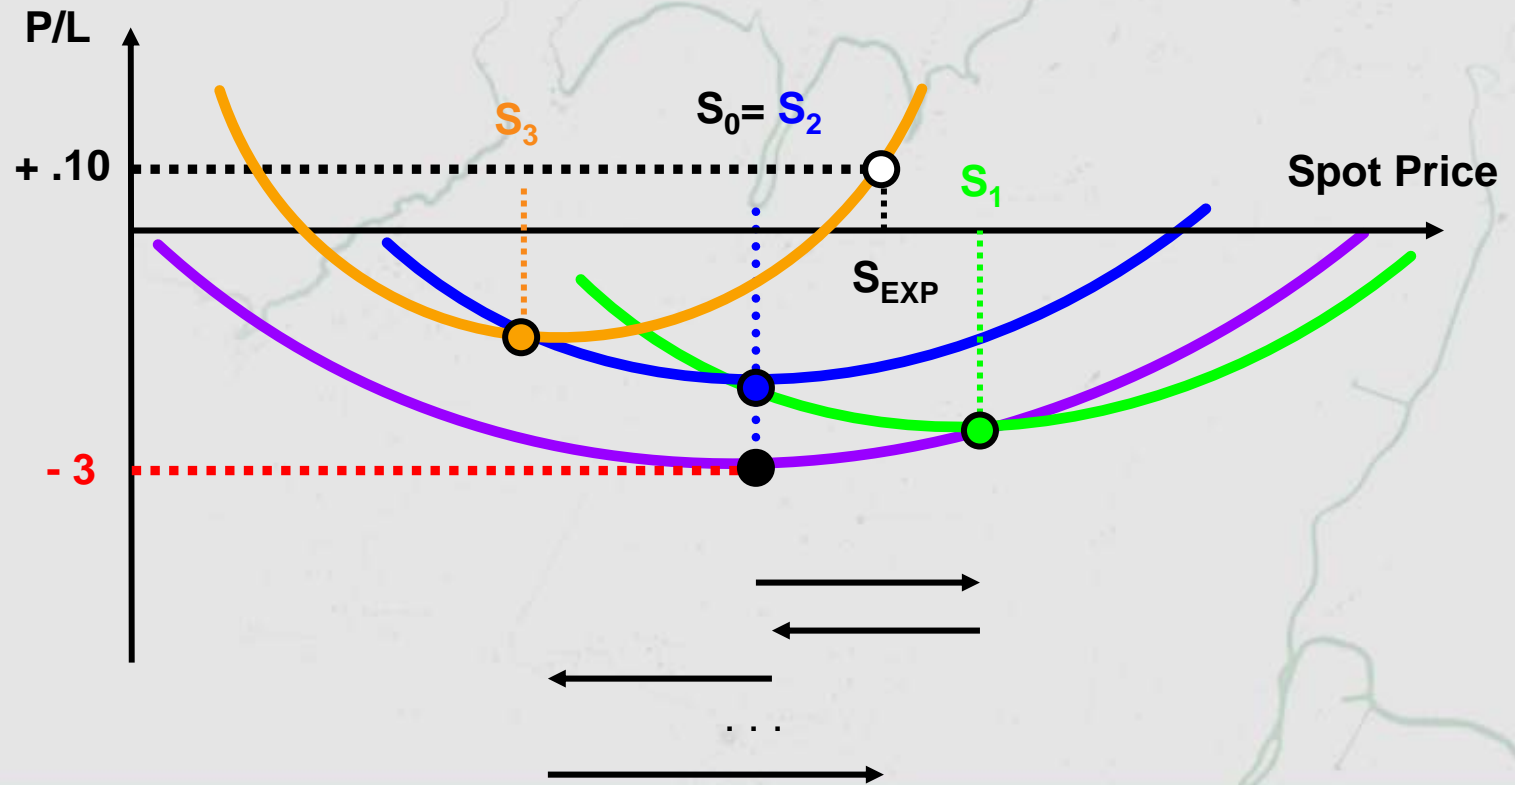 P/L
S3
S0= S2
+ .10
S1
Spot Price
SEXP
- 3
. . .